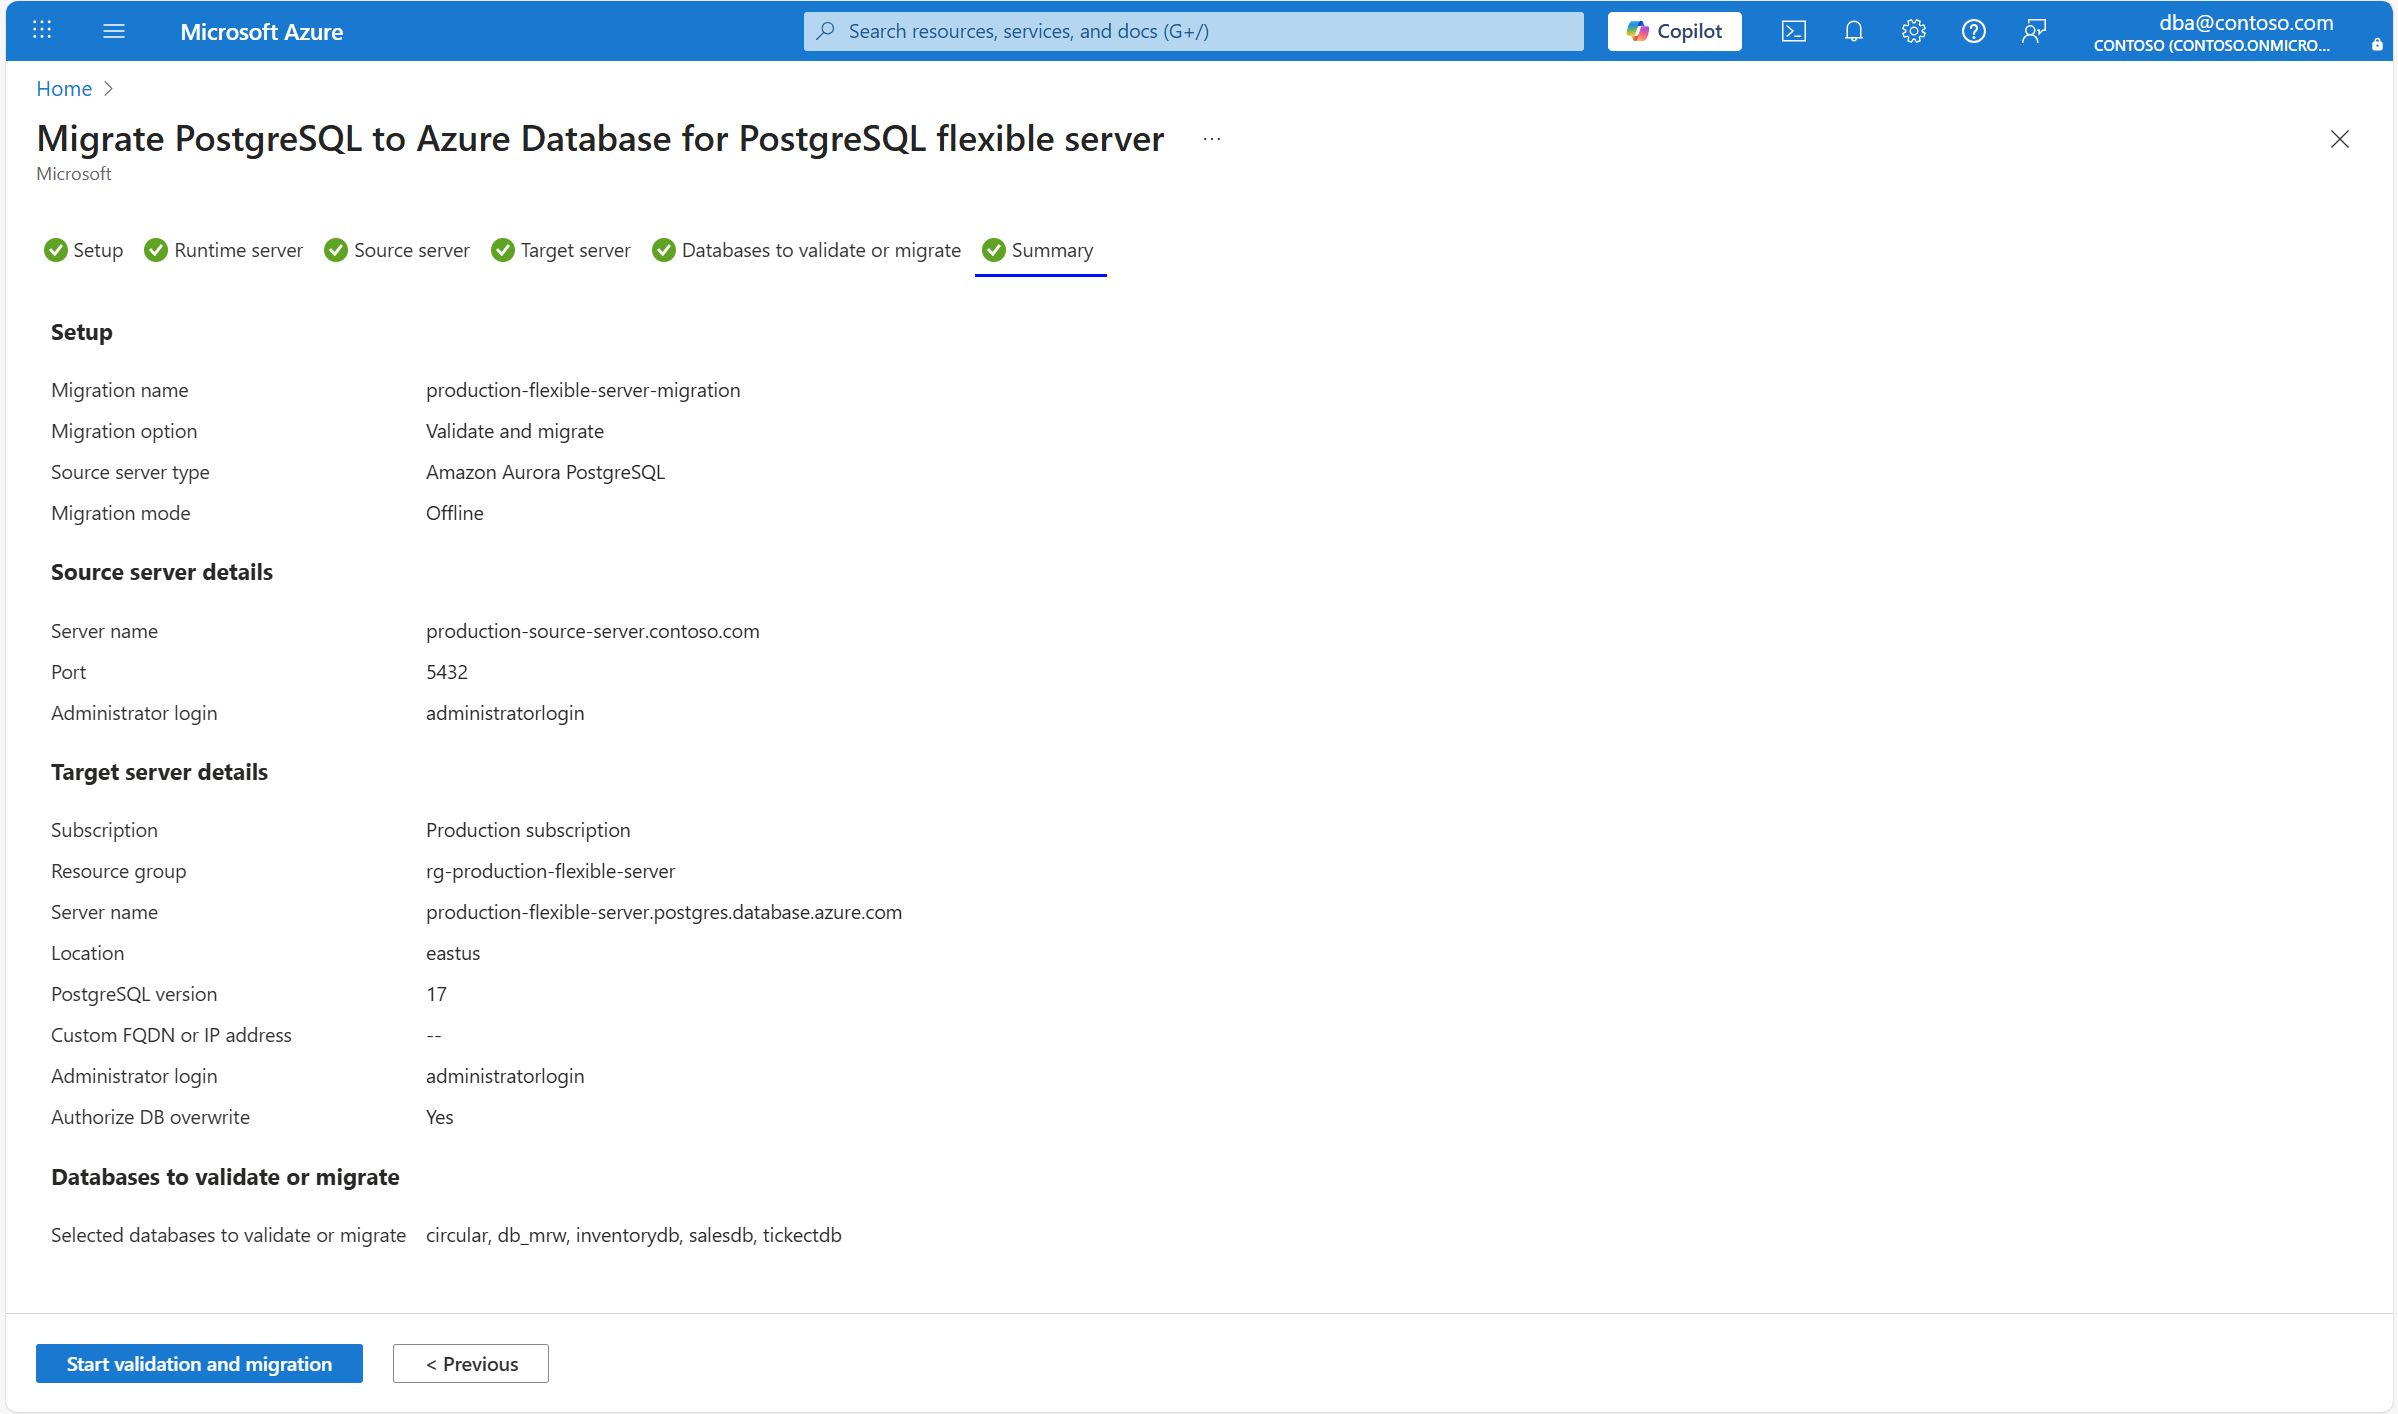 Microsoft Azure
Search resources, services, and docs (G+/)
Copilot
dba@contoso.com
CONTOSO (CONTOSO.ONMICRO...
Home
Migrate PostgreSQL to Azure Database for PostgreSQL flexible server ...
Microsoft
Setup Runtime server Source server Target server Databases to validate or migrate Summary
Setup
Migration name production-flexible-server-migration
Migration option Validate and migrate
Source server type Amazon Aurora PostgreSQL
Migration mode Offline
Source server details
Server name production-source-server.contoso.com
Port 5432
Administrator login administratorlogin
Target server details
Subscription Production subscription
Resource group rg-production-flexible-server
Server name production-flexible-server.postgres.database.azure.com
Location eastus
PostgreSQL version 17
Custom FQDN or IP address --
Administrator login administratorlogin
Authorize DB overwrite Yes
Databases to validate or migrate
Selected databases to validate or migrate circular, db_mrw, inventorydb, salesdb, tickectdb
Start validation and migration < Previous